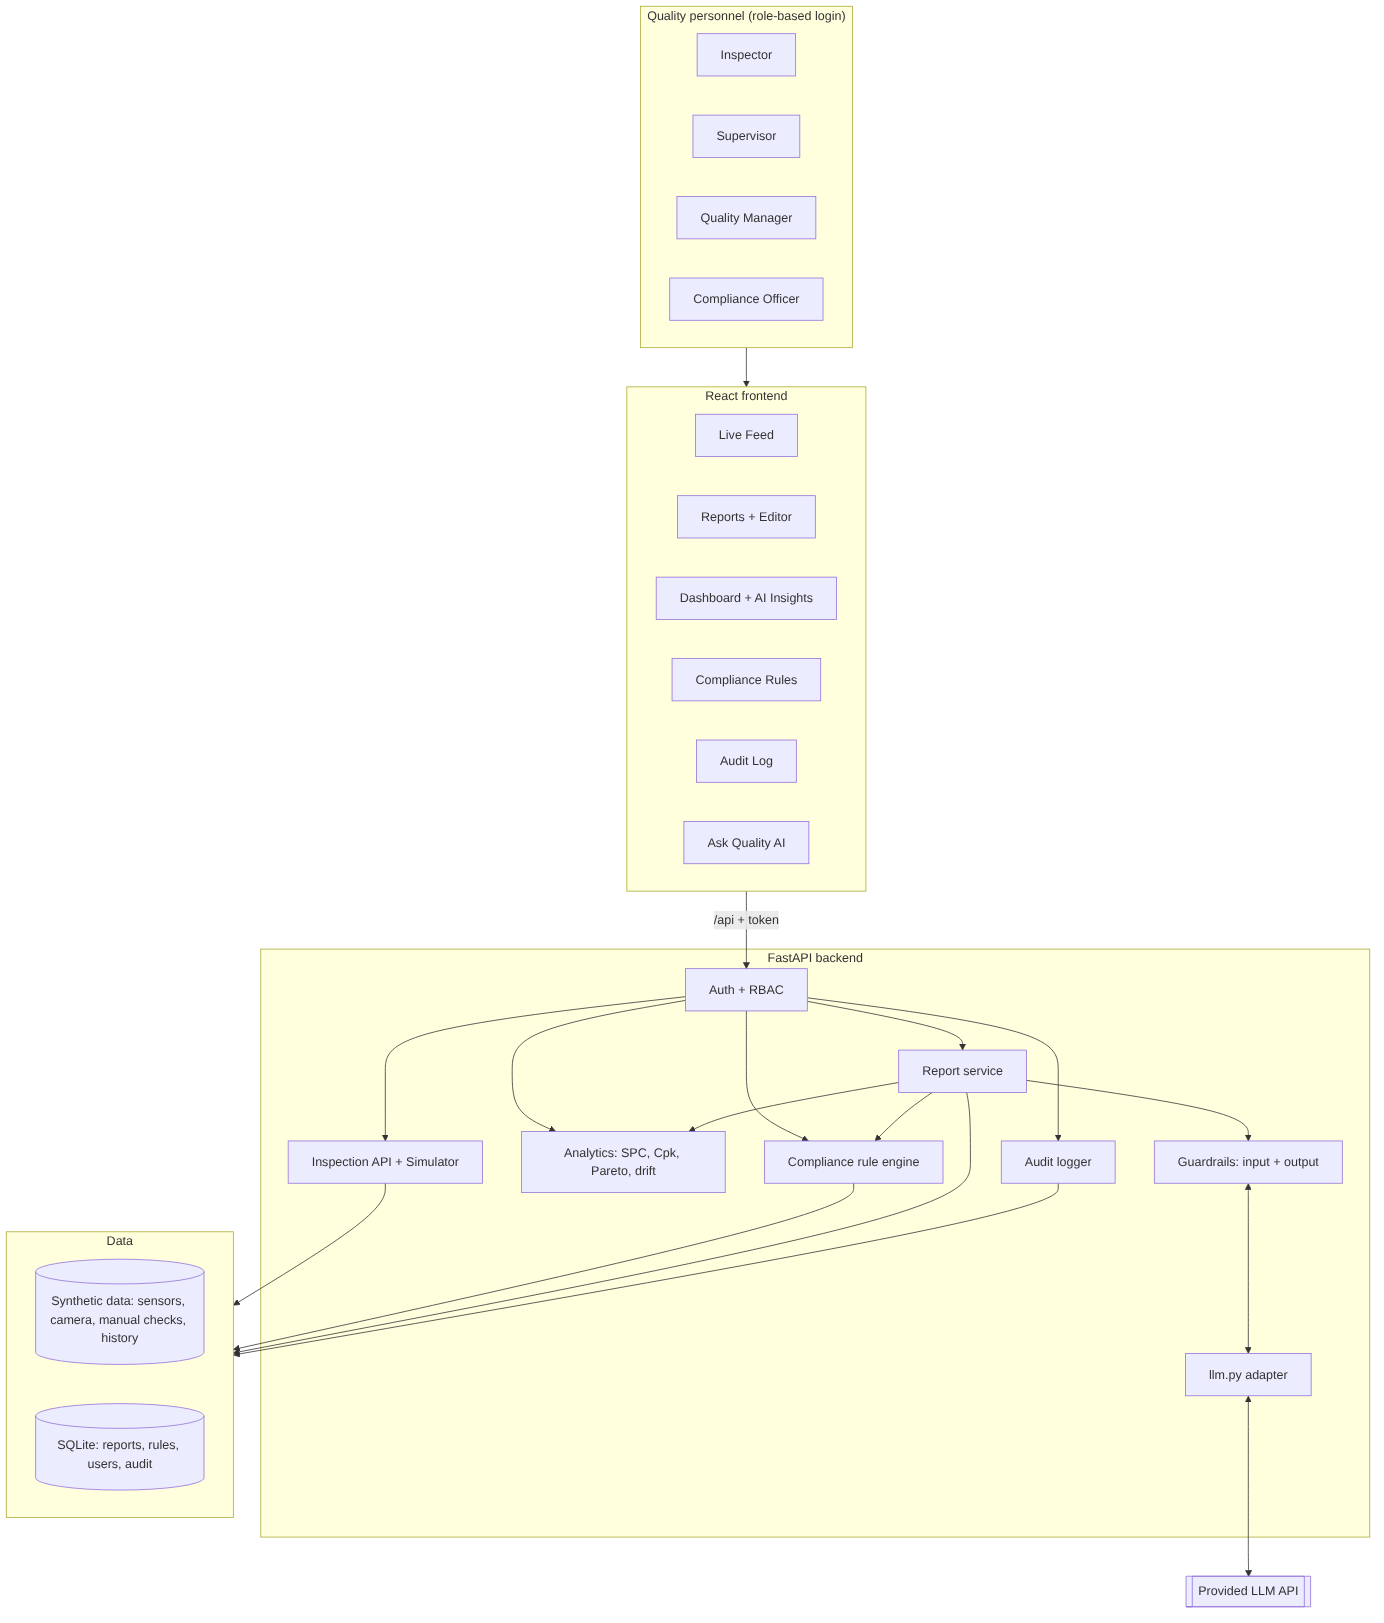 Quality personnel (role-based login)
Inspector
Supervisor
Quality Manager
Compliance Officer
React frontend
Live Feed
Reports + Editor
Dashboard + AI Insights
Compliance Rules
Audit Log
Ask Quality AI
/api + token
FastAPI backend
Auth + RBAC
Report service
Inspection API + Simulator
Analytics: SPC, Cpk,
Pareto, drift
Compliance rule engine
Audit logger
Guardrails: input + output
Data
Synthetic data: sensors,
camera, manual checks,
history
llm.py adapter
SQLite: reports, rules,
users, audit
Provided LLM API